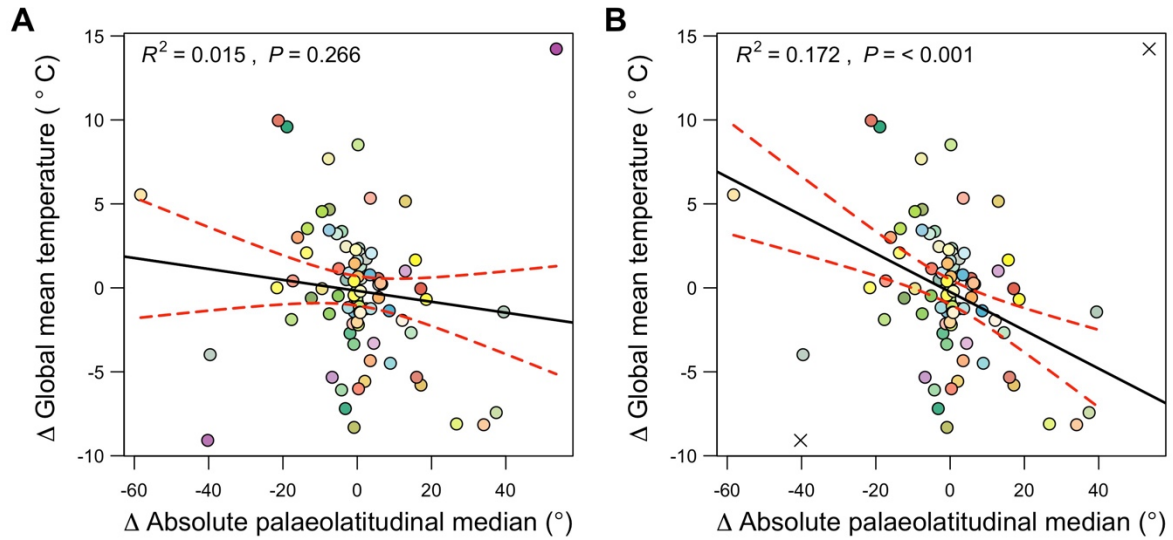 A
R² = 0.015 , P = 0.266
Δ Global mean temperature ( ° C)
15
10
5
0
-5
-10
-60 -40 -20 0 20 40
Δ Absolute palaeolatitudinal median (°)
B
R² = 0.172 , P = < 0.001
Δ Global mean temperature ( ° C)
15
10
5
0
-5
-10
-60 -40 -20 0 20 40
Δ Absolute palaeolatitudinal median (°)